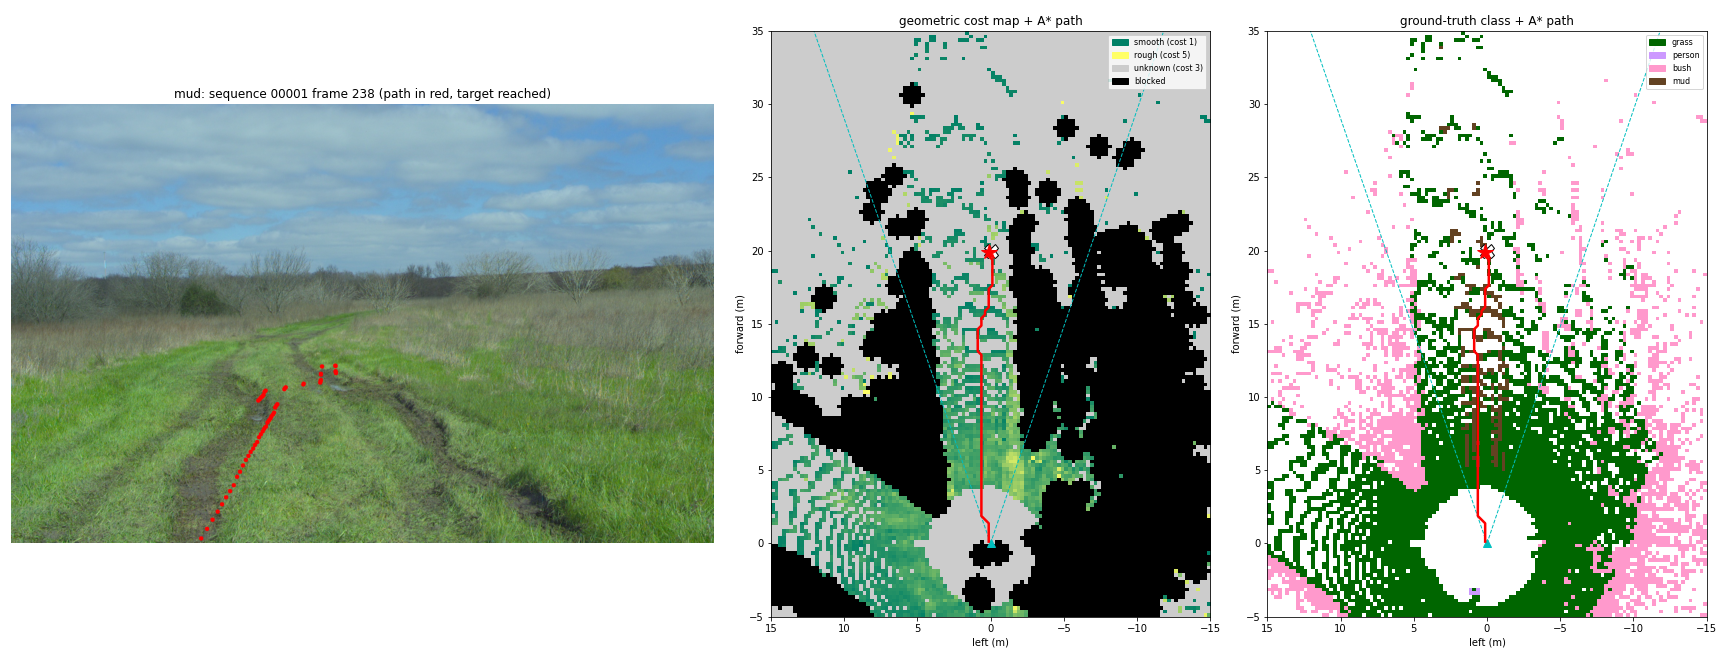 mud: sequence 00001 frame 238 (path in red, target reached)
geometric cost map + A* path
smooth (cost 1)
rough (cost 5)
unknown (cost 3)
blocked
35
30
25
20
15
10
5
0
−5
forward (m)
15
10
5
0
−5
−10
−15
left (m)
ground-truth class + A* path
grass
person
bush
mud
35
30
25
20
15
10
5
0
−5
forward (m)
15
10
5
0
−5
−10
−15
left (m)